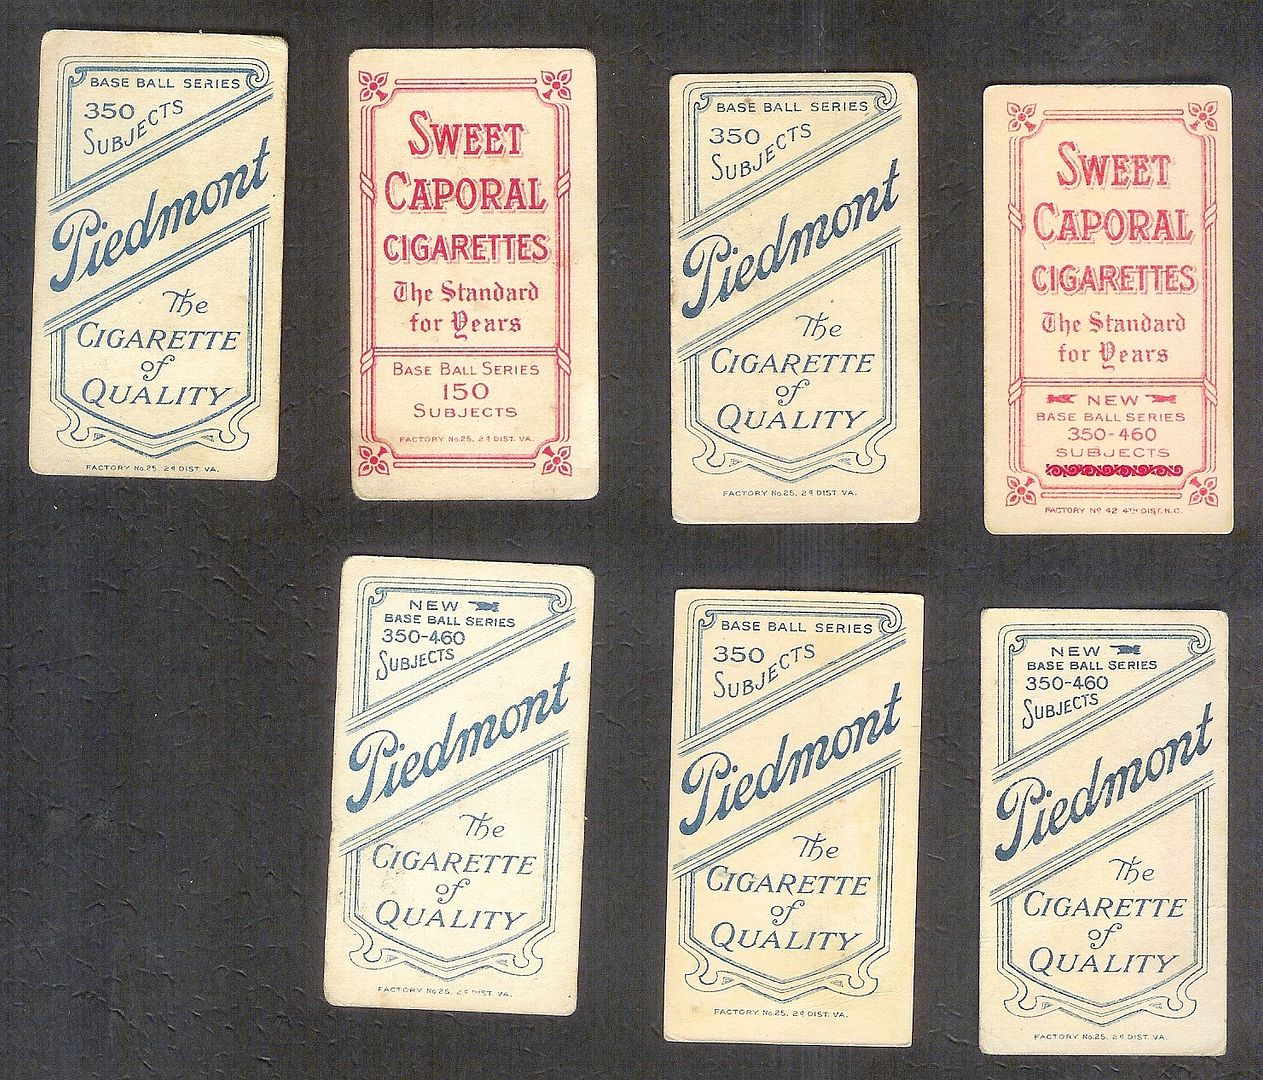 BASE BALL SERIES
350
SUBJECTS
Piedmont
The
CIGARETTE
of
QUALITY
FACTORY No.25, 2d DIST. VA.
SWEET
CAPORAL
CIGARETTES
The Standard
for Years
BASE BALL SERIES
150
SUBJECTS
FACTORY No.25, 2d DIST. VA.
BASE BALL SERIES
350
SUBJECTS
Piedmont
The
CIGARETTE
of
QUALITY
FACTORY No.25, 2d DIST. VA.
SWEET
CAPORAL
CIGARETTES
The Standard
for Years
NEW
BASE BALL SERIES
350-460
SUBJECTS
FACTORY No 42 4TH DIST. N.C.
NEW
BASE BALL SERIES
350-460
SUBJECTS
Piedmont
The
CIGARETTE
of
QUALITY
FACTORY No.25, 2d DIST. VA.
BASE BALL SERIES
350
SUBJECTS
Piedmont
The
CIGARETTE
of
QUALITY
FACTORY No.25, 2d DIST. VA.
NEW
BASE BALL SERIES
350-460
SUBJECTS
Piedmont
The
CIGARETTE
of
QUALITY
FACTORY No.25, 2d DIST. VA.